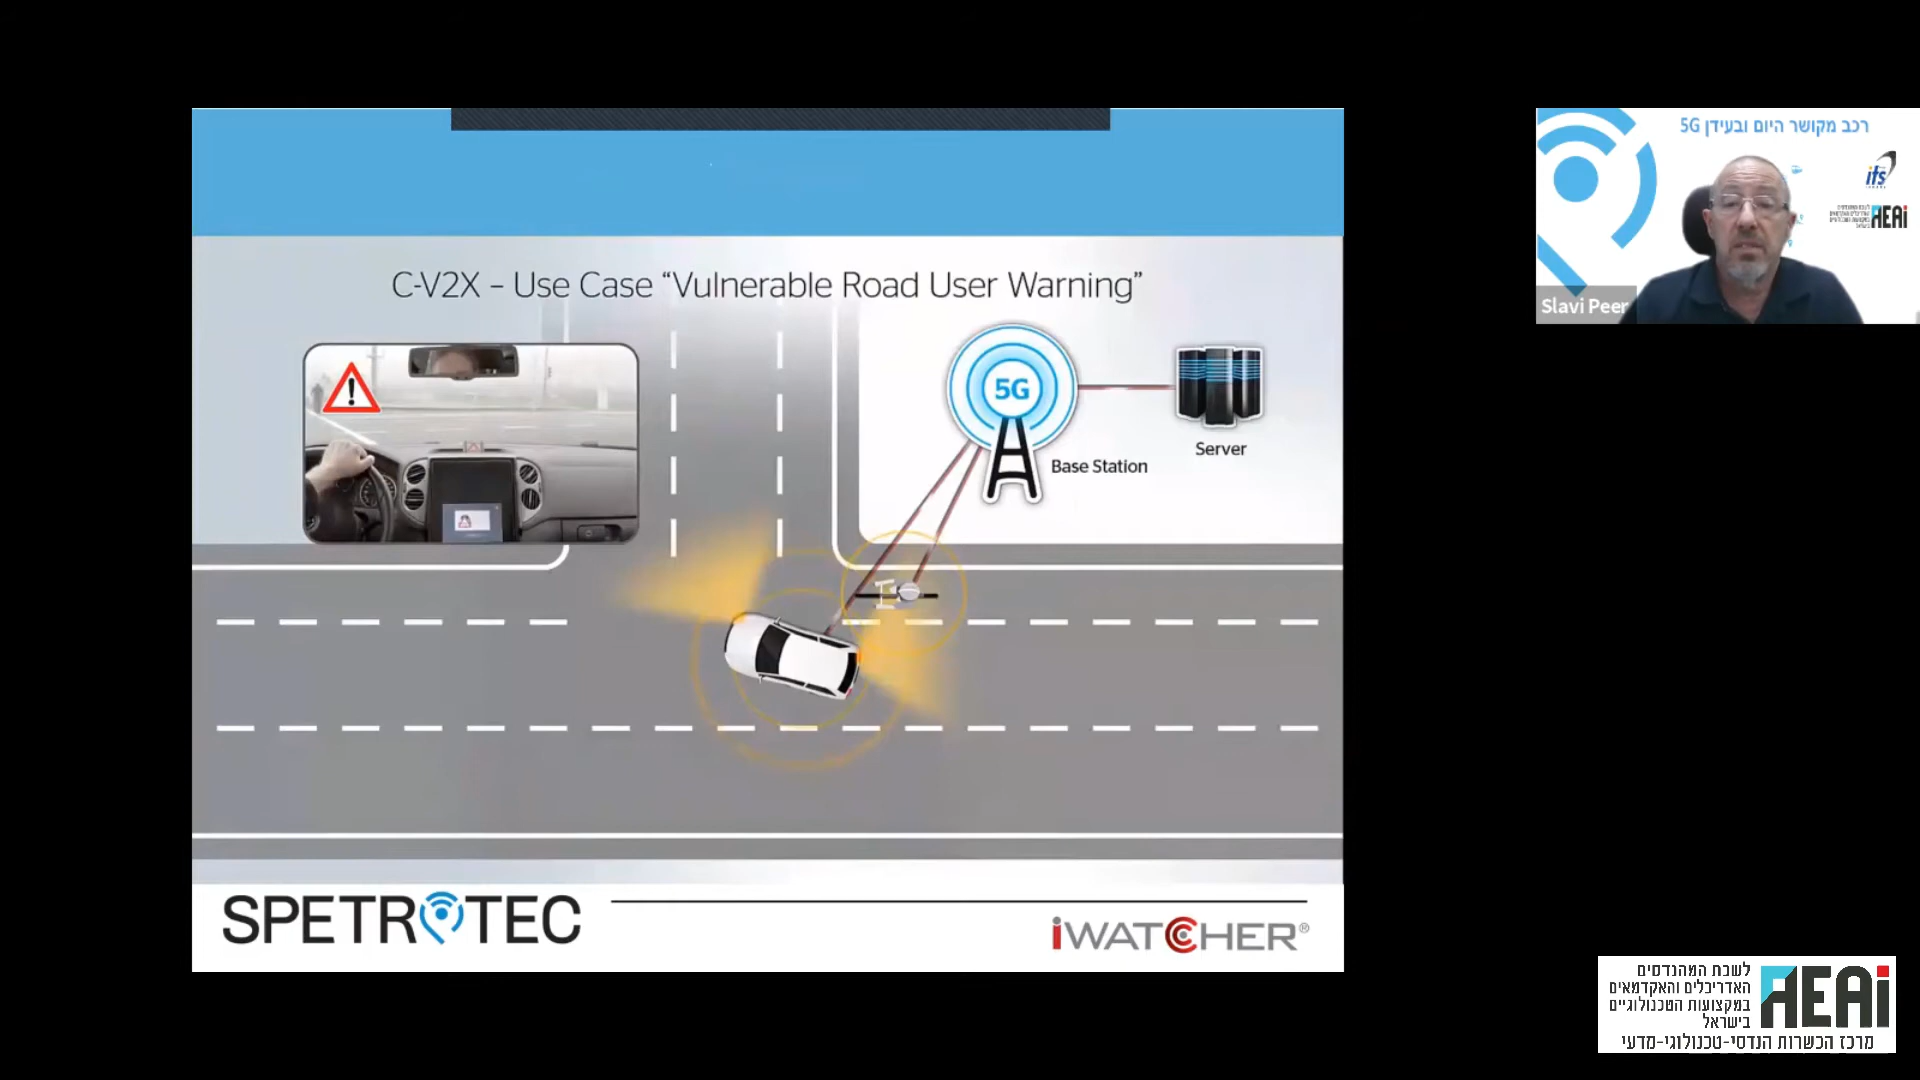 C-V2X – Use Case “Vulnerable Road User Warning”
5G
Base Station
Server
SPETROTEC
iWATCHER®
רכב מקושר היום ובעידן 5G
its
AEAi
Slavi Peer
לשכת המהנדסים
האדריכלים והאקדמאים
במקצועות הטכנולוגיים
בישראל
AEAi
מרכז הכשרות הנדסי-טכנולוגי-מדעי